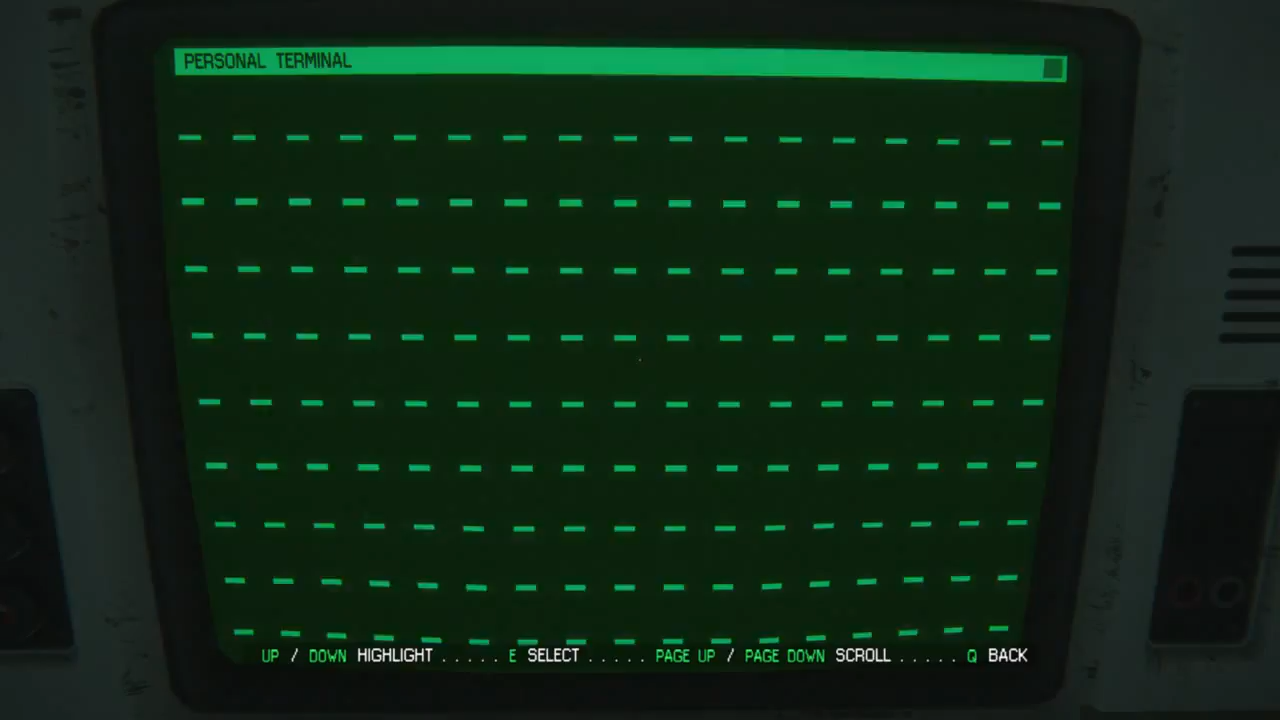 PERSONAL TERMINAL
UP / DOWN HIGHLIGHT ..... E SELECT ..... PAGE UP / PAGE DOWN SCROLL ..... Q BACK